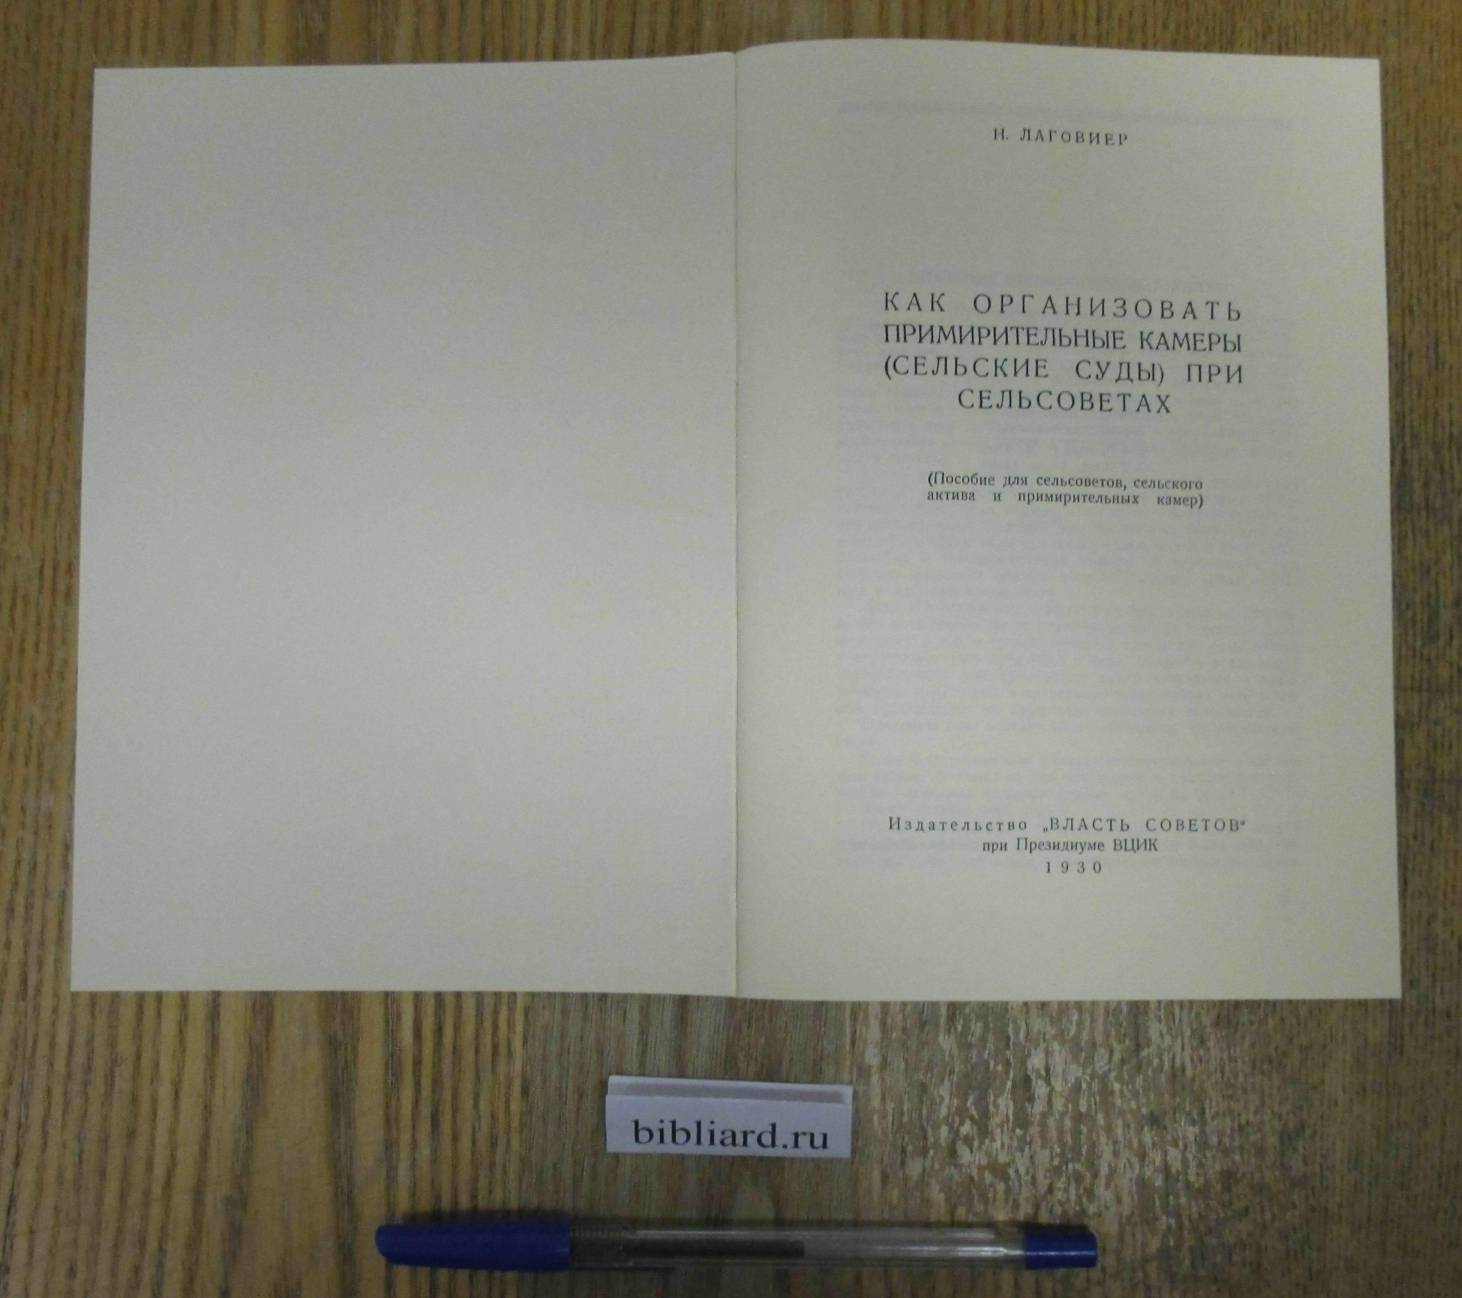 Н. ЛАГОВИЕР
КАК ОРГАНИЗОВАТЬ
ПРИМИРИТЕЛЬНЫЕ КАМЕРЫ
(СЕЛЬСКИЕ СУДЫ) ПРИ
СЕЛЬСОВЕТАХ
(Пособие для сельсоветов, сельского
актива и примирительных камер)
Издательство „ВЛАСТЬ СОВЕТОВ“
при Президиуме ВЦИК
1930
bibliard.ru